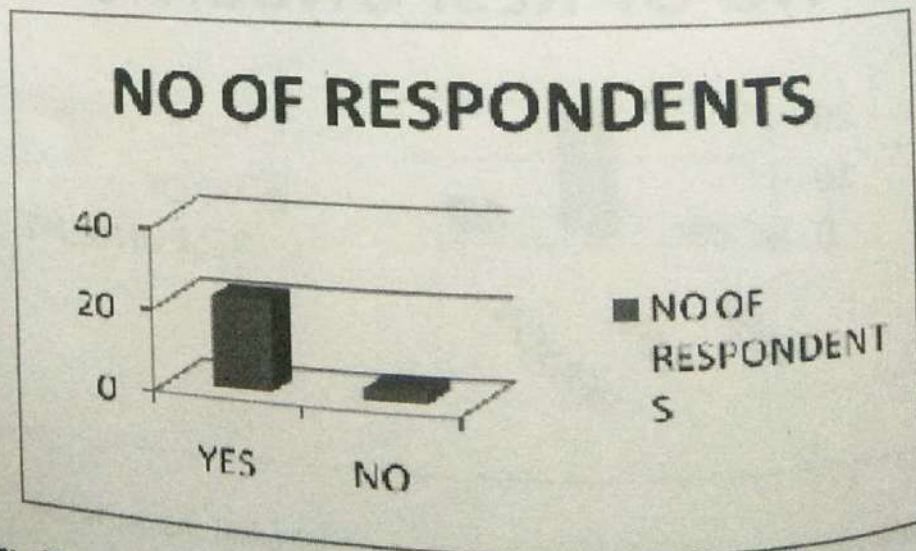 NO OF RESPONDENTS
40
20
0
YES NO
NO OF
RESPONDENT
S